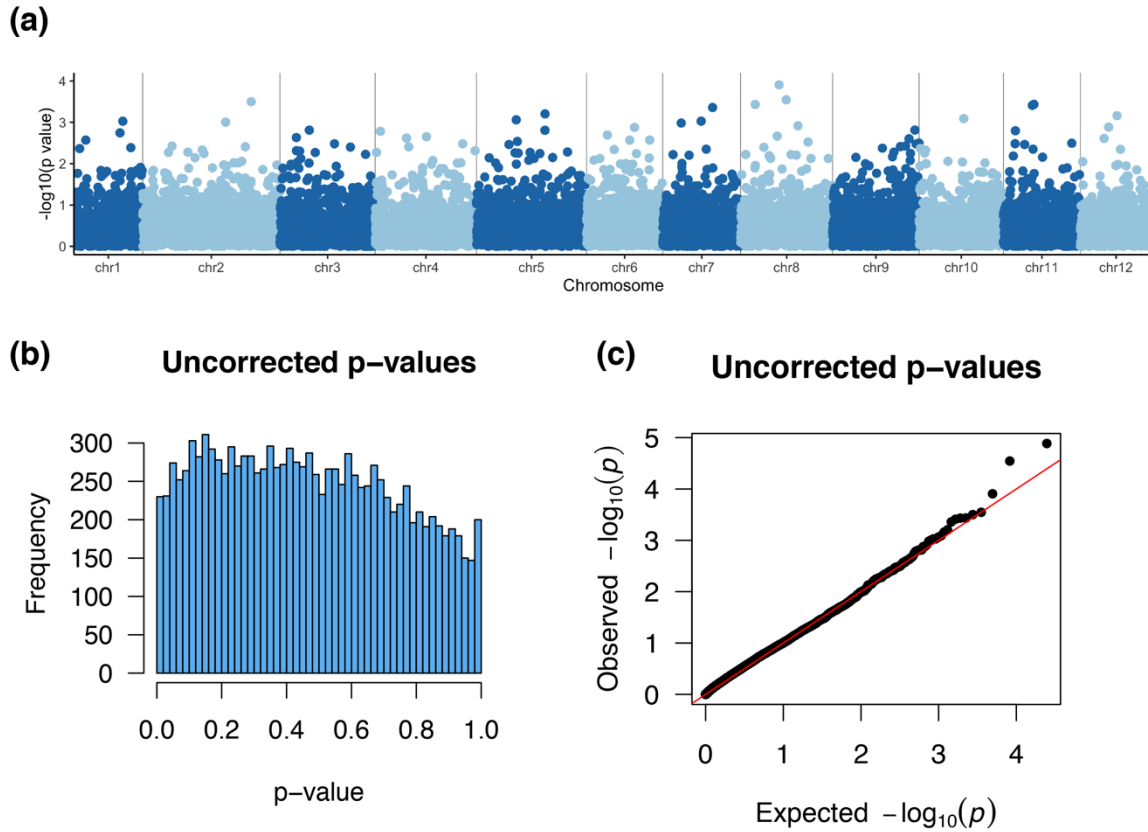 (a)
4
3
2
1
0
-log10(p value)
chr1 chr2 chr3 chr4 chr5 chr6 chr7 chr8 chr9 chr10 chr11 chr12
Chromosome
(b)
Uncorrected p−values
300
250
200
150
100
50
0
Frequency
0.0 0.2 0.4 0.6 0.8 1.0
p−value
(c)
Uncorrected p−values
5
4
3
2
1
0
Observed −log10(p)
0 1 2 3 4
Expected −log10(p)